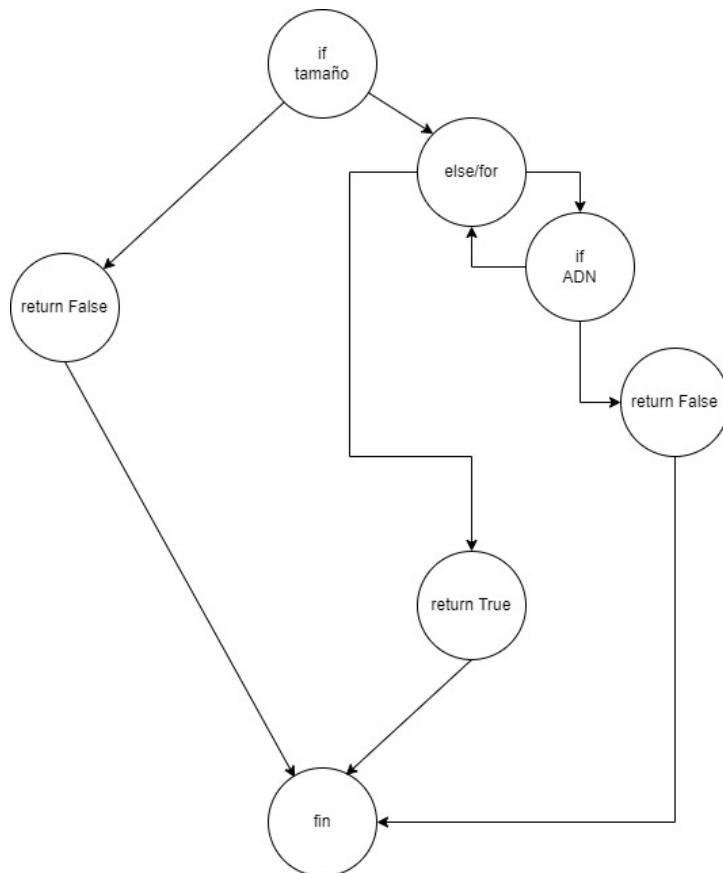 if
tamaño
else/for
if
ADN
return False
return False
return True
fin